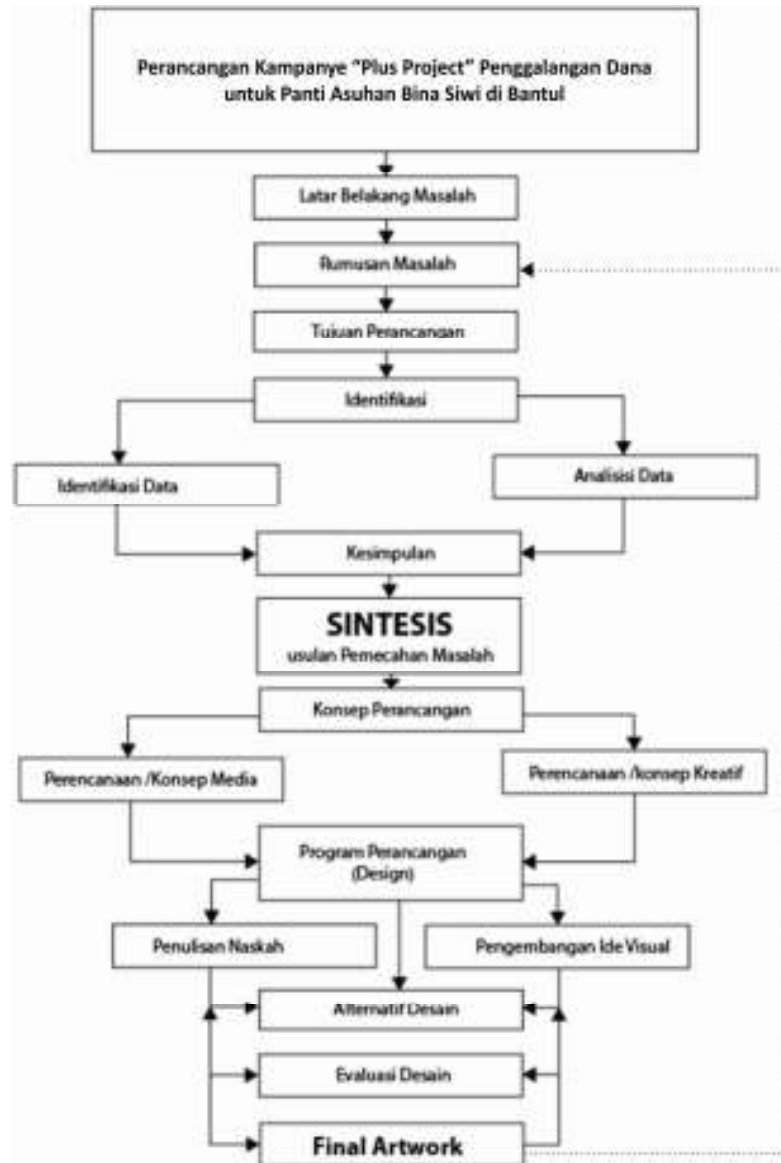 Perancangan Kampanye “Plus Project” Penggalangan Dana
untuk Panti Asuhan Bina Siwi di Bantul
Latar Belakang Masalah
Rumusan Masalah
Tujuan Perancangan
Identifikasi
Identifikasi Data
Analisisi Data
Kesimpulan
SINTESIS
usulan Pemecahan Masalah
Konsep Perancangan
Perencanaan /Konsep Media
Perencanaan /konsep Kreatif
Program Perancangan
(Design)
Penulisan Naskah
Pengembangan Ide Visual
Alternatif Desain
Evaluasi Desain
Final Artwork